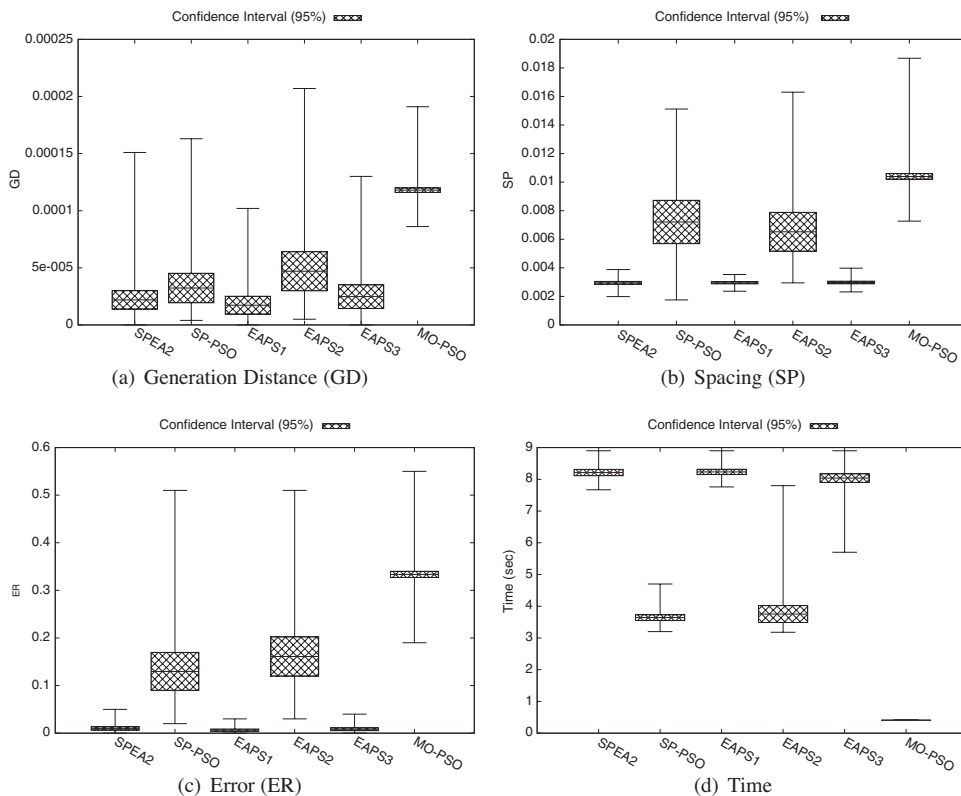 Confidence Interval (95%)
0.00025
0.0002
0.00015
0.0001
5e-005
0
GD
SPEA2
SP-PSO
EAPS1
EAPS2
EAPS3
MO-PSO
(a) Generation Distance (GD)
Confidence Interval (95%)
0.02
0.018
0.016
0.014
0.012
0.01
0.008
0.006
0.004
0.002
0
SP
SPEA2
SP-PSO
EAPS1
EAPS2
EAPS3
MO-PSO
(b) Spacing (SP)
Confidence Interval (95%)
0.6
0.5
0.4
0.3
0.2
0.1
0
ER
SPEA2
SP-PSO
EAPS1
EAPS2
EAPS3
MO-PSO
(c) Error (ER)
Confidence Interval (95%)
9
8
7
6
5
4
3
2
1
0
Time (sec)
SPEA2
SP-PSO
EAPS1
EAPS2
EAPS3
MO-PSO
(d) Time